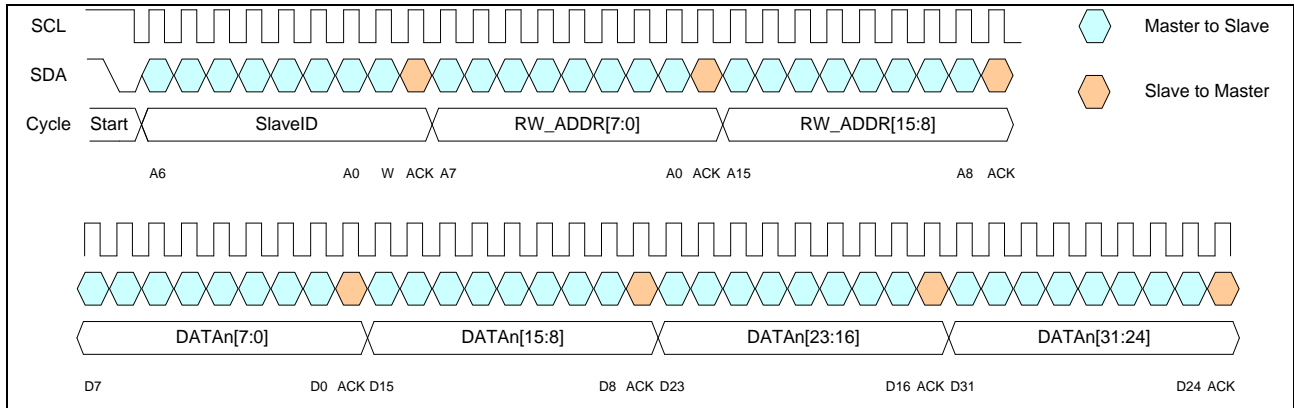 SCL
Master to Slave
SDA
Slave to Master
Cycle Start SlaveID RW_ADDR[7:0] RW_ADDR[15:8]
A6 A0 W ACK A7 A0 ACK A15 A8 ACK
DATAn[7:0] DATAn[15:8] DATAn[23:16] DATAn[31:24]
D7 D0 ACK D15 D8 ACK D23 D16 ACK D31 D24 ACK